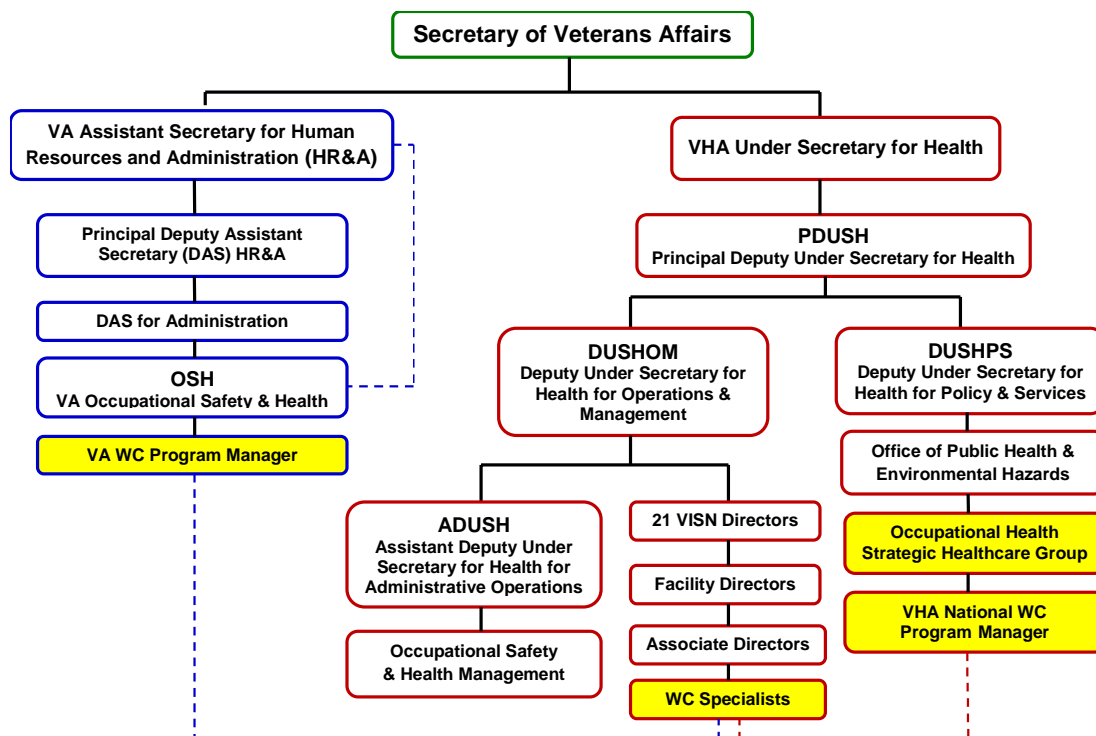 Secretary of Veterans Affairs
VA Assistant Secretary for Human
Resources and Administration (HR&A)
VHA Under Secretary for Health
Principal Deputy Assistant
Secretary (DAS) HR&A
PDUSH
Principal Deputy Under Secretary for Health
DAS for Administration
OSH
VA Occupational Safety & Health
VA WC Program Manager
DUSHOM
Deputy Under Secretary for
Health for Operations &
Management
DUSHPS
Deputy Under Secretary for
Health for Policy & Services
Office of Public Health &
Environmental Hazards
ADUSH
Assistant Deputy Under
Secretary for Health for
Administrative Operations
21 VISN Directors
Occupational Health
Strategic Healthcare Group
Facility Directors
VHA National WC
Program Manager
Associate Directors
Occupational Safety
& Health Management
WC Specialists